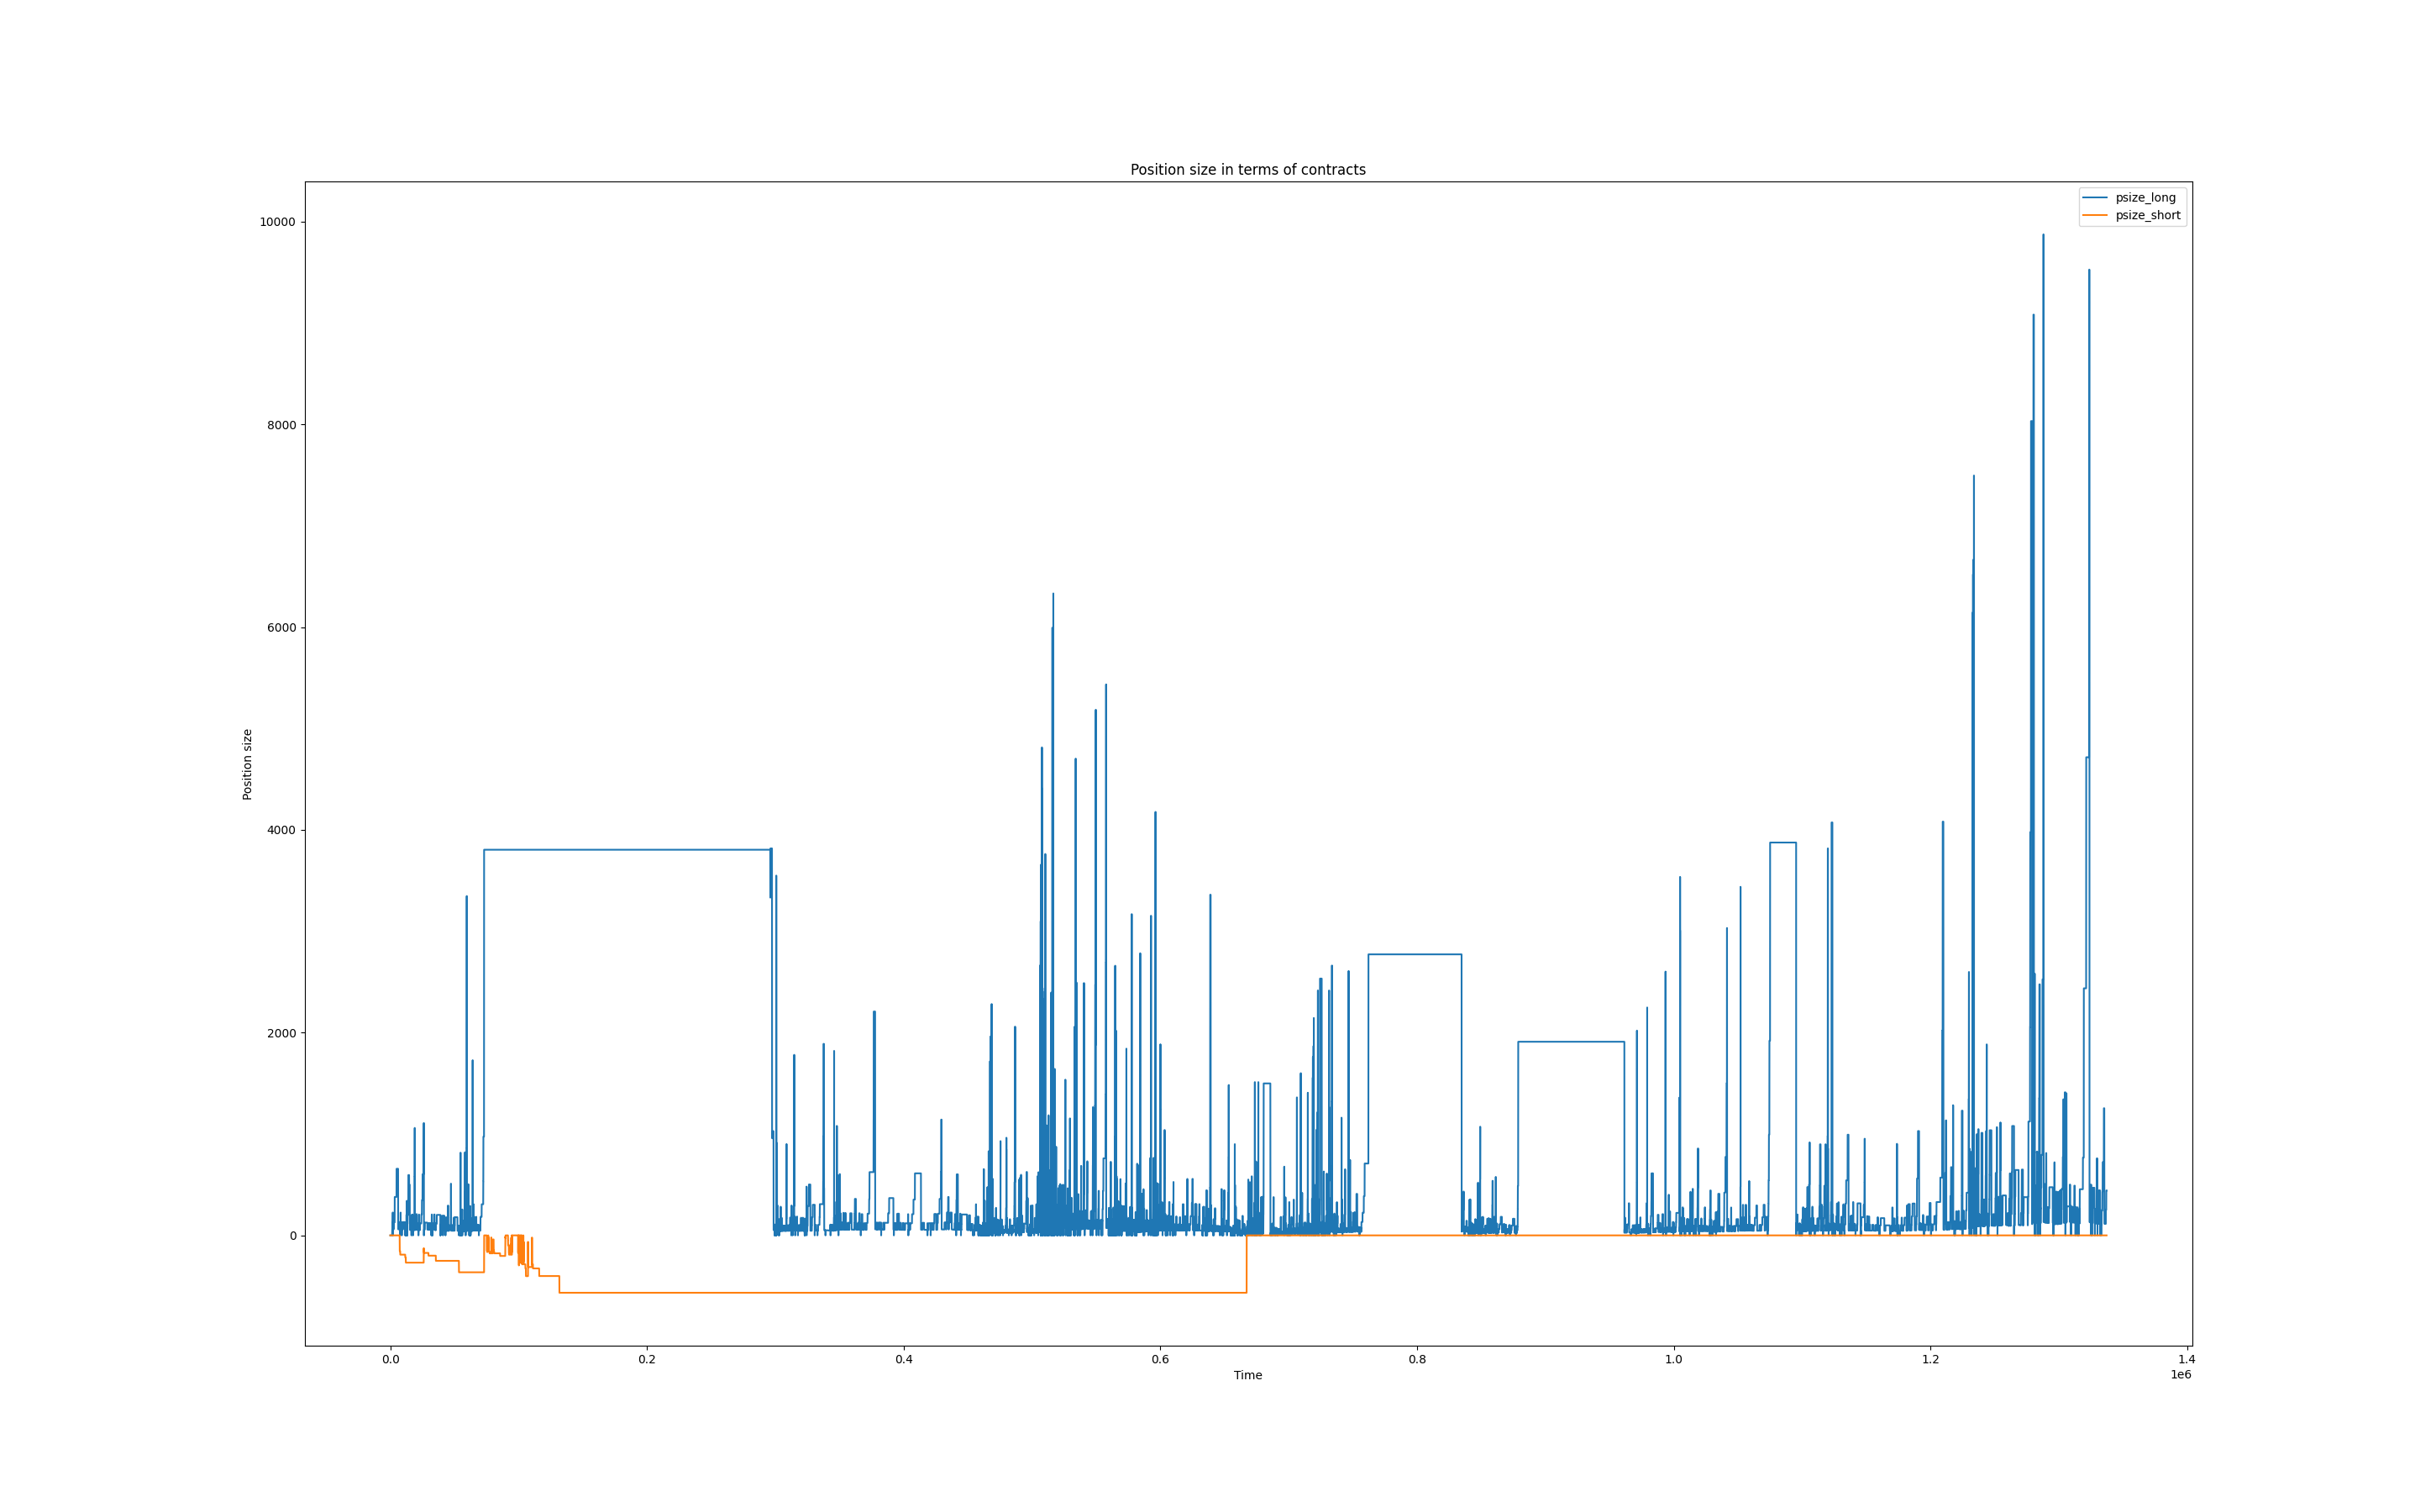 Position size in terms of contracts
psize_long
psize_short
10000
8000
6000
4000
2000
0
Position size
0.0 0.2 0.4 0.6 0.8 1.0 1.2 1.4
Time
1e6